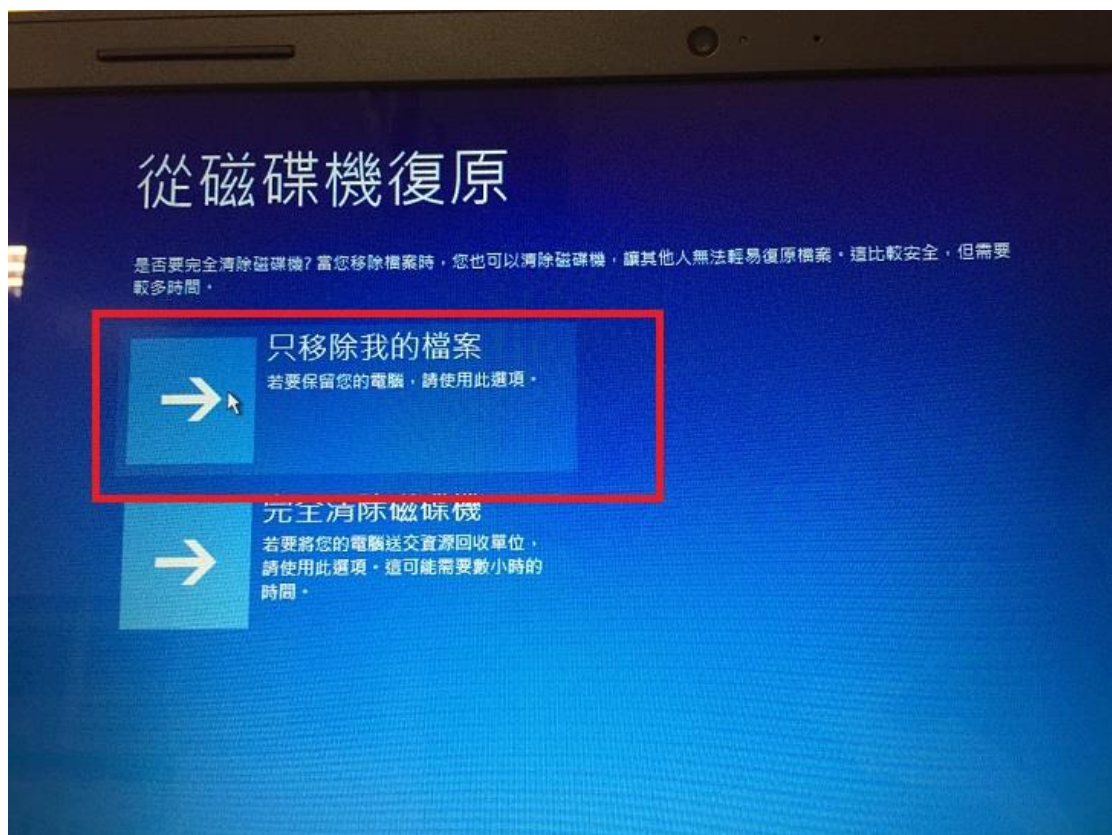 從磁碟機復原
是否要完全清除磁碟機? 當您移除檔案時，您也可以清除磁碟機，讓其他人無法輕易復原檔案。這比較安全，但需要
較多時間。
只移除我的檔案
若要保留您的電腦，請使用此選項。
完全清除磁碟機
若要將您的電腦送交資源回收單位，
請使用此選項。這可能需要數小時的
時間。